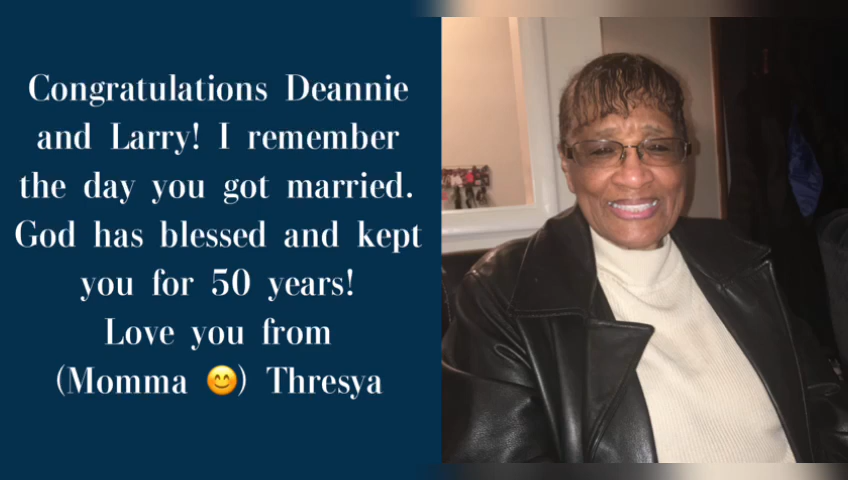 Congratulations Deannie
and Larry! I remember
the day you got married.
God has blessed and kept
you for 50 years!
Love you from
(Momma 😊) Thresya